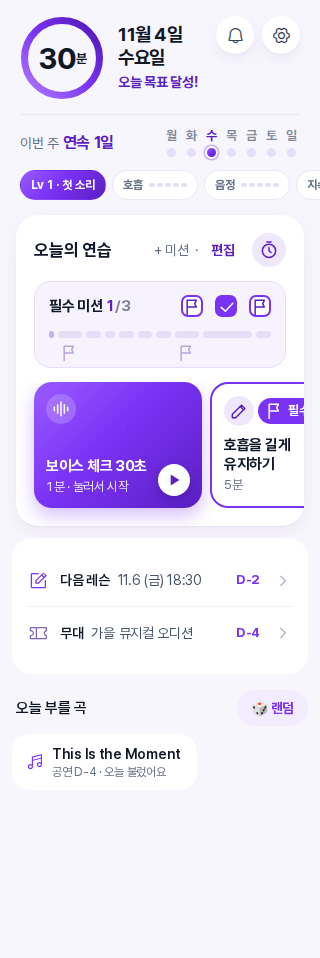 30분
11월 4일
수요일
오늘 목표 달성!
이번 주 연속 1일
월 화 수 목 금 토 일
Lv 1 · 첫 소리
호흡
음정
오늘의 연습
+ 미션 · 편집
필수 미션 1/3
보이스 체크 30초
1분 · 눌러서 시작
호흡을 길게
유지하기
5분
다음 레슨 11.6 (금) 18:30 D-2
무대 가을 뮤지컬 오디션 D-4
오늘 부를 곡
랜덤
This Is the Moment
공연 D-4 · 오늘 불렀어요